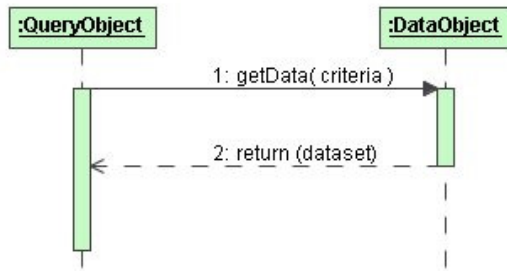 :QueryObject
:DataObject
1: getData( criteria )
2: return (dataset)